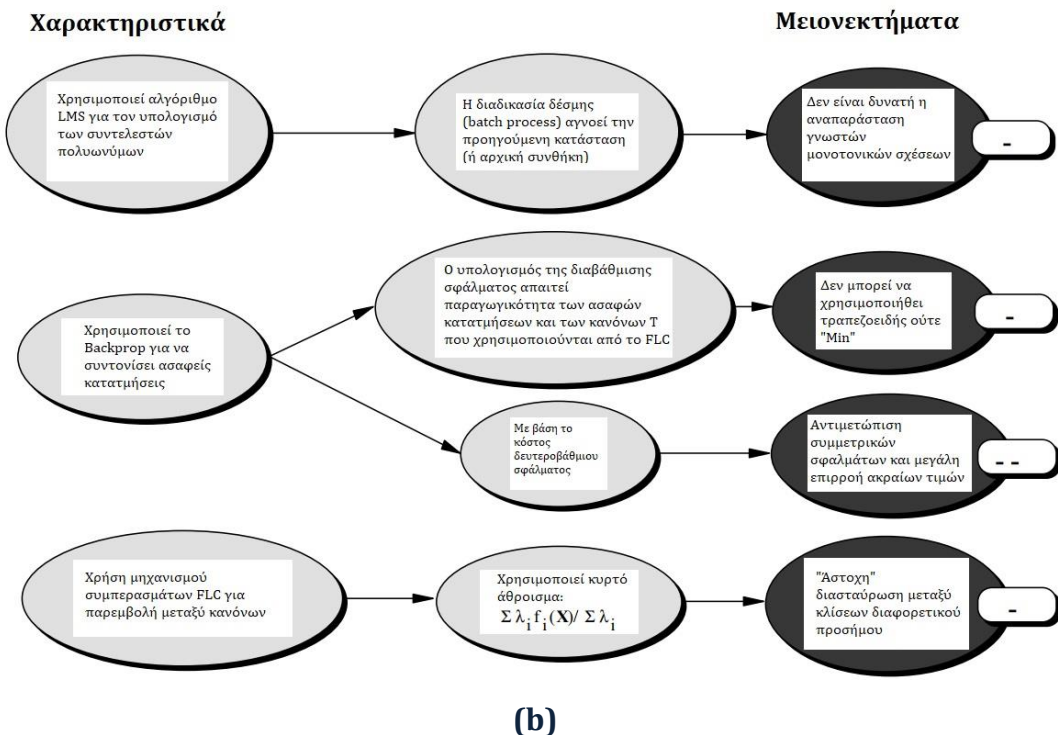 Χαρακτηριστικά
Μειονεκτήματα
Χρησιμοποιεί αλγόριθμο
LMS για τον υπολογισμό
των συντελεστών
πολυωνύμων
Η διαδικασία δέσμης
(batch process) αγνοεί την
προηγούμενη κατάσταση
(ή αρχική συνθήκη)
Δεν είναι δυνατή η
αναπαράσταση
γνωστών
μονοτονικών σχέσεων
-
Χρησιμοποιεί το
Backprop για να
συντονίσει ασαφείς
κατατμήσεις
Ο υπολογισμός της διαβάθμισης
σφάλματος απαιτεί
παραγωγικότητα των ασαφών
κατατμήσεων και των κανόνων Τ
που χρησιμοποιούνται από το FLC
Δεν μπορεί να
χρησιμοποιήθει
τραπεζοειδής ούτε
"Min"
-
Με βάση το
κόστος
δευτεροβάθμιου
σφάλματος
Αντιμετώπιση
συμμετρικών
σφαλμάτων και μεγάλη
επιρροή ακραίων τιμών
- -
Χρήση μηχανισμού
συμπερασμάτων FLC για
παρεμβολή μεταξύ κανόνων
Χρησιμοποιεί κυρτό
άθροισμα:
Σ λ_i f_i (X)/ Σ λ_i
"Άστοχη"
διασταύρωση μεταξύ
κλίσεων διαφορετικού
προσήμου
-
(b)